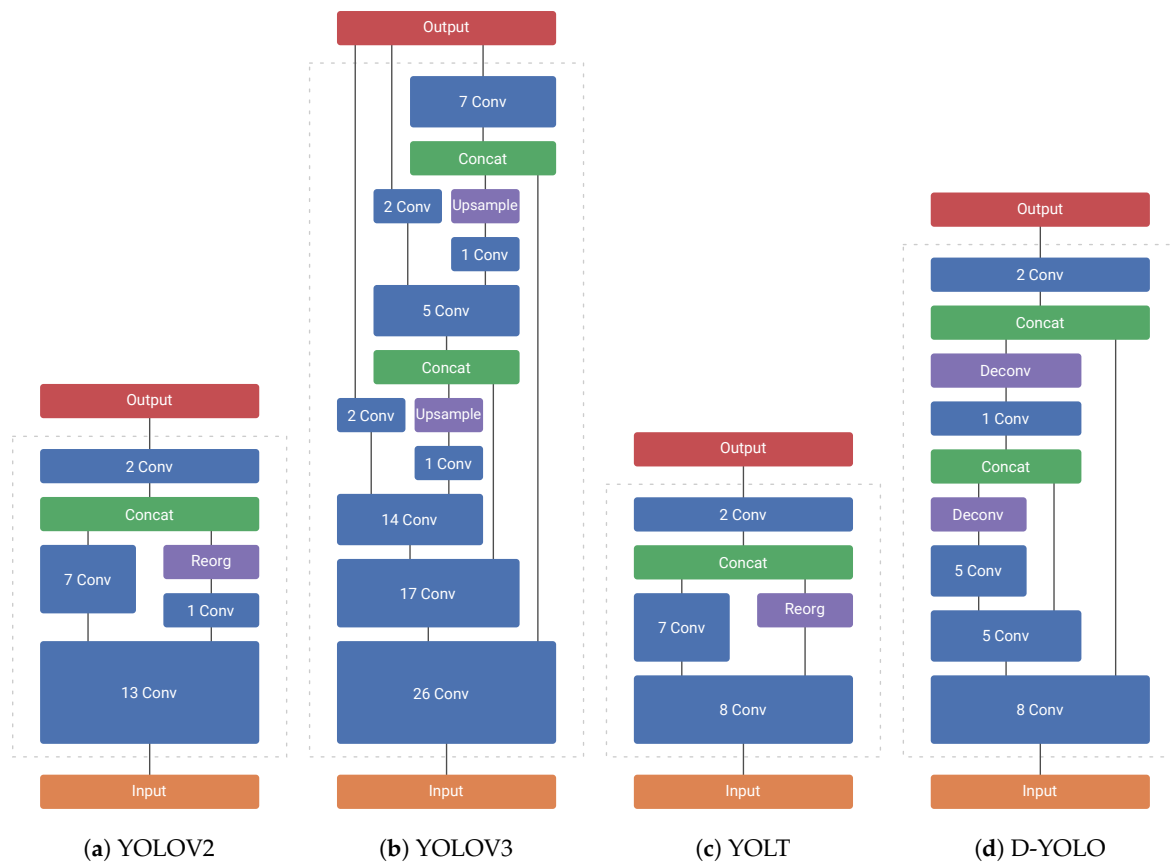 Output
2 Conv
Concat
7 Conv
Reorg
1 Conv
13 Conv
Input
(a) YOLOV2
Output
7 Conv
Concat
2 Conv
Upsample
1 Conv
5 Conv
Concat
2 Conv
Upsample
1 Conv
14 Conv
17 Conv
26 Conv
Input
(b) YOLOV3
Output
2 Conv
Concat
7 Conv
Reorg
8 Conv
Input
(c) YOLT
Output
2 Conv
Concat
Deconv
1 Conv
Concat
Deconv
5 Conv
5 Conv
8 Conv
Input
(d) D-YOLO